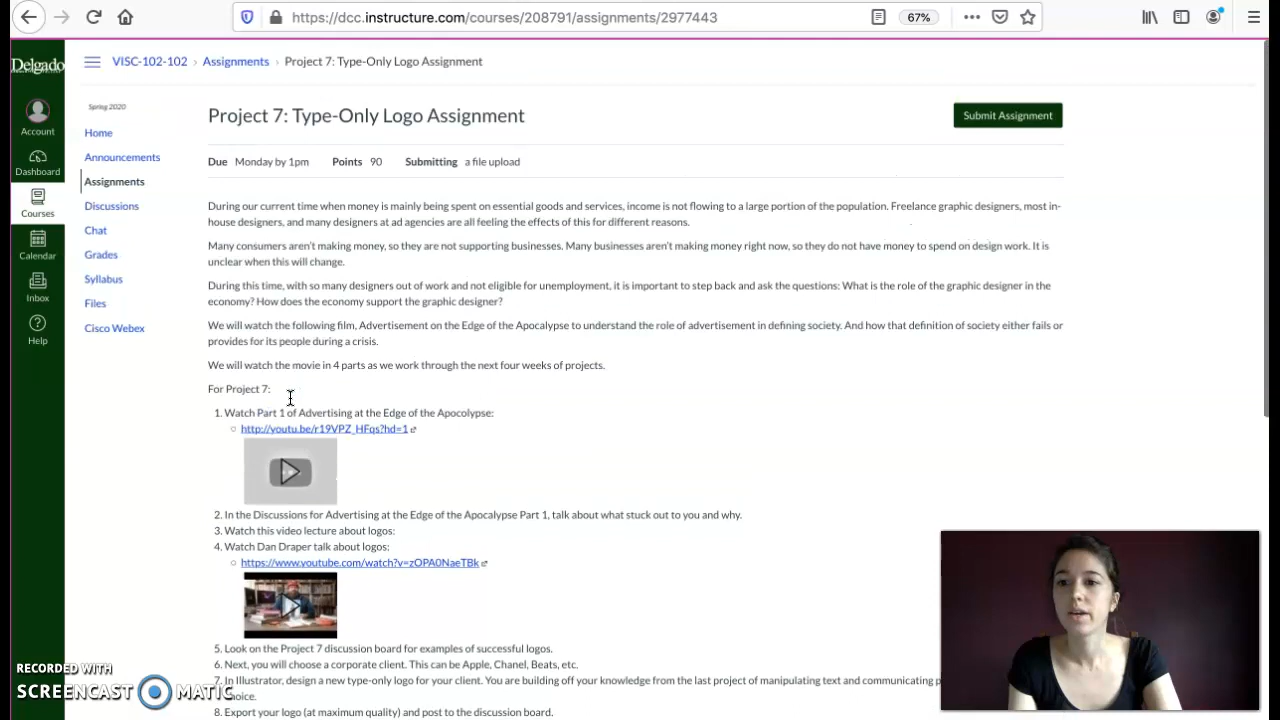 https://dcc.instructure.com/courses/208791/assignments/2977443
67%
Delgado
VISC-102-102 › Assignments › Project 7: Type-Only Logo Assignment
Spring 2020
Account
Dashboard
Courses
Calendar
Inbox
Help
Home
Announcements
Assignments
Discussions
Chat
Grades
Syllabus
Files
Cisco Webex
Project 7: Type-Only Logo Assignment
Submit Assignment
Due Monday by 1pm Points 90 Submitting a file upload
During our current time when money is mainly being spent on essential goods and services, income is not flowing to a large portion of the population. Freelance graphic designers, most in-
house designers, and many designers at ad agencies are all feeling the effects of this for different reasons.
Many consumers aren't making money, so they are not supporting businesses. Many businesses aren't making money right now, so they do not have money to spend on design work. It is
unclear when this will change.
During this time, with so many designers out of work and not eligible for unemployment, it is important to step back and ask the questions: What is the role of the graphic designer in the
economy? How does the economy support the graphic designer?
We will watch the following film, Advertisement on the Edge of the Apocalypse to understand the role of advertisement in defining society. And how that definition of society either fails or
provides for its people during a crisis.
We will watch the movie in 4 parts as we work through the next four weeks of projects.
For Project 7:
1. Watch Part 1 of Advertising at the Edge of the Apocolypse:
http://youtu.be/r19VPZ_HFqs?hd=1
2. In the Discussions for Advertising at the Edge of the Apocalypse Part 1, talk about what stuck out to you and why.
3. Watch this video lecture about logos:
4. Watch Dan Draper talk about logos:
https://www.youtube.com/watch?v=zOPA0NaeTBk
5. Look on the Project 7 discussion board for examples of successful logos.
6. Next, you will choose a corporate client. This can be Apple, Chanel, Beats, etc.
7. In Illustrator, design a new type-only logo for your client. You are building off your knowledge from the last project of manipulating text and communicating
choice.
8. Export your logo (at maximum quality) and post to the discussion board.
RECORDED WITH
SCREENCAST MATIC